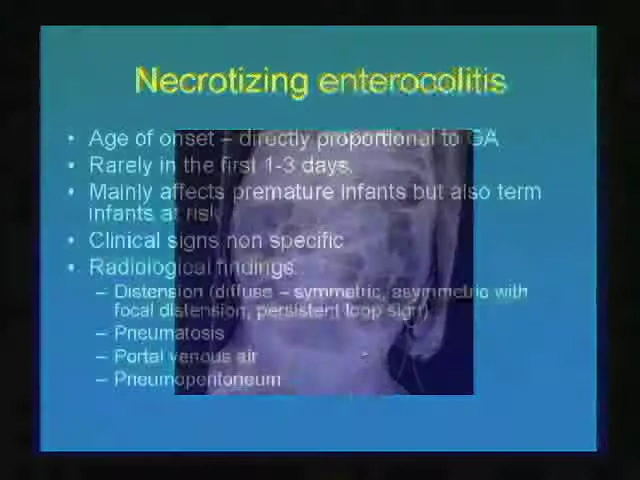 Necrotizing enterocolitis
• Age of onset – directly proportional to GA
• Rarely in the first 1-3 days.
• Mainly affects premature infants but also term
infants at risk
• Clinical signs non specific
• Radiological findings
– Distension (diffuse – symmetric, asymmetric with
focal distension, persistent loop sign)
– Pneumatosis
– Portal venous air
– Pneumoperitoneum